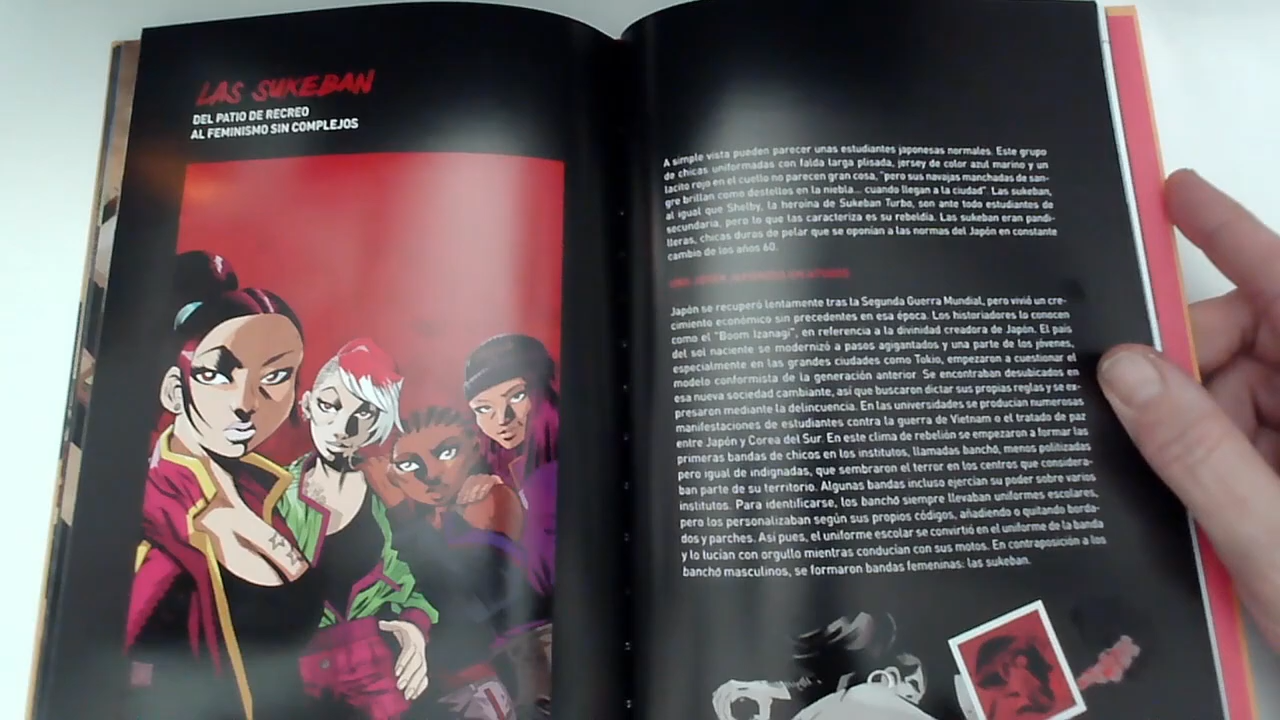 LAS SUKEBAN
DEL PATIO DE RECREO
AL FEMINISMO SIN COMPLEJOS
A simple vista pueden parecer unas estudiantes japonesas normales. Este grupo
de chicas uniformadas con falda larga plisada, jersey de color azul marino y un
lacito rojo en el cuello no parecen gran cosa, "pero sus navajas manchadas de san-
gre brillan como destellos en la niebla... cuando llegan a la ciudad". Las sukeban,
al igual que Shelby, la heroína de Sukeban Turbo, son ante todo estudiantes de
secundaria, pero lo que las caracteriza es su rebeldía. Las sukeban eran pandi-
lleras, chicas duras de pelar que se oponían a las normas del Japón en constante
cambio de los años 60.
UNA JOVEN
Japón se recuperó lentamente tras la Segunda Guerra Mundial, pero vivió un cre-
cimiento económico sin precedentes en esa época. Los historiadores lo conocen
como el "Boom Izanagi", en referencia a la divinidad creadora de Japón. El país
del sol naciente se modernizó a pasos agigantados y una parte de los jóvenes,
especialmente en las grandes ciudades como Tokio, empezaron a cuestionar el
modelo conformista de la generación anterior. Se encontraban desubicados en
esa nueva sociedad cambiante, así que buscaron dictar sus propias reglas y se ex-
presaron mediante la delincuencia. En las universidades se producían numerosas
manifestaciones de estudiantes contra la guerra de Vietnam o el tratado de paz
entre Japón y Corea del Sur. En este clima de rebelión se empezaron a formar las
primeras bandas de chicos en los institutos, llamadas banchó, menos politizadas
pero igual de indignadas, que sembraron el terror en los centros que considera-
ban parte de su territorio. Algunas bandas incluso ejercían su poder sobre varios
institutos. Para identificarse, los banchó siempre llevaban uniformes escolares,
pero los personalizaban según sus propios códigos, añadiendo o quitando borda-
dos y parches. Así pues, el uniforme escolar se convirtió en el uniforme de la banda
y lo lucían con orgullo mientras conducían con sus motos. En contraposición a los
banchó masculinos, se formaron bandas femeninas: las sukeban.